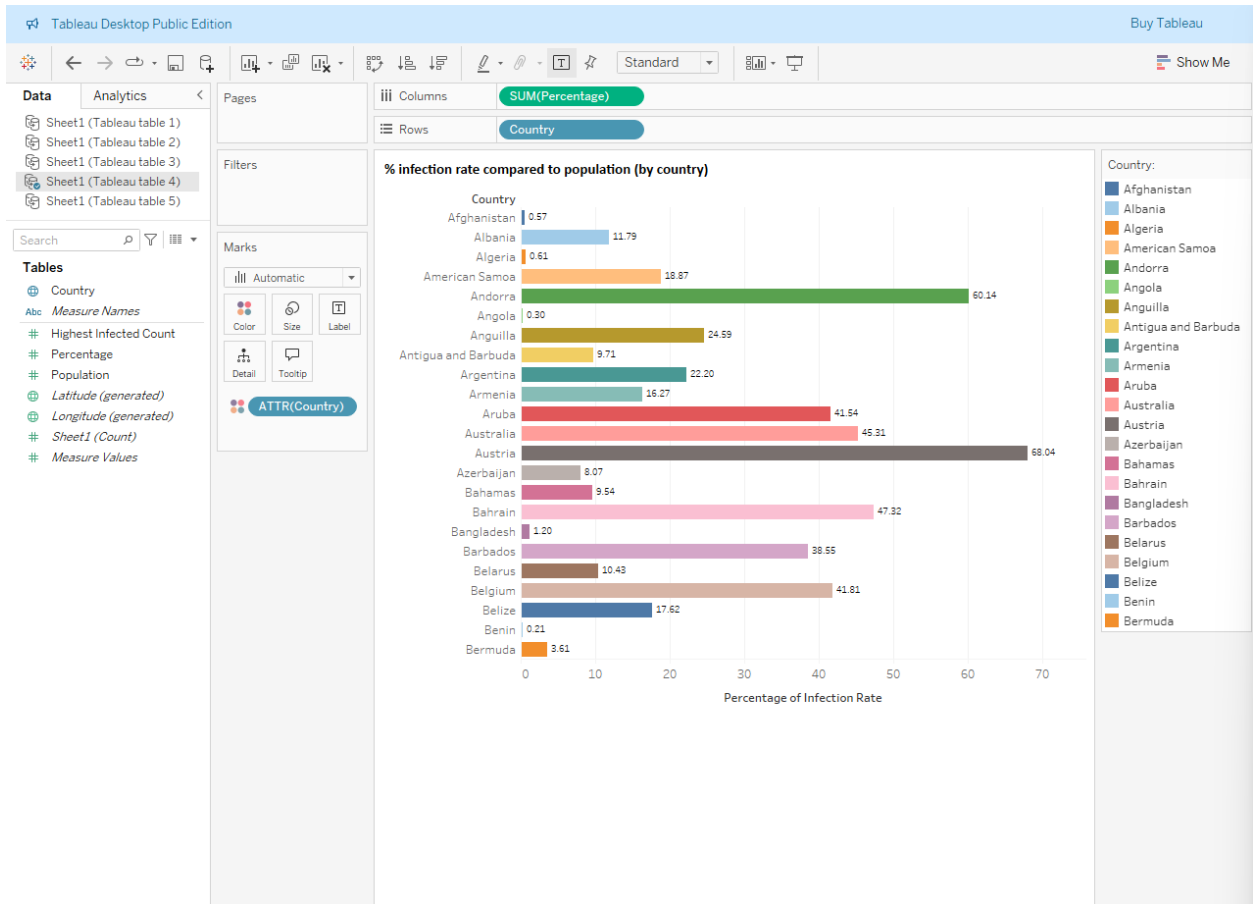 Tableau Desktop Public Edition
Buy Tableau
Standard
Show Me
Data
Analytics
Sheet1 (Tableau table 1)
Sheet1 (Tableau table 2)
Sheet1 (Tableau table 3)
Sheet1 (Tableau table 4)
Sheet1 (Tableau table 5)
Search
Tables
Country
Abc Measure Names
# Highest Infected Count
# Percentage
# Population
Latitude (generated)
Longitude (generated)
# Sheet1 (Count)
# Measure Values
Pages
Filters
Marks
Automatic
Color
Size
T
Label
Detail
Tooltip
ATTR(Country)
Columns
SUM(Percentage)
Rows
Country
% infection rate compared to population (by country)
Country
Afghanistan 0.57
Albania 11.79
Algeria 0.61
American Samoa 18.87
Andorra 60.14
Angola 0.30
Anguilla 24.59
Antigua and Barbuda 9.71
Argentina 22.20
Armenia 16.27
Aruba 41.54
Australia 45.31
Austria 68.04
Azerbaijan 8.07
Bahamas 9.54
Bahrain 47.32
Bangladesh 1.20
Barbados 38.55
Belarus 10.43
Belgium 41.81
Belize 17.62
Benin 0.21
Bermuda 3.61
0 10 20 30 40 50 60 70
Percentage of Infection Rate
Country:
Afghanistan
Albania
Algeria
American Samoa
Andorra
Angola
Anguilla
Antigua and Barbuda
Argentina
Armenia
Aruba
Australia
Austria
Azerbaijan
Bahamas
Bahrain
Bangladesh
Barbados
Belarus
Belgium
Belize
Benin
Bermuda